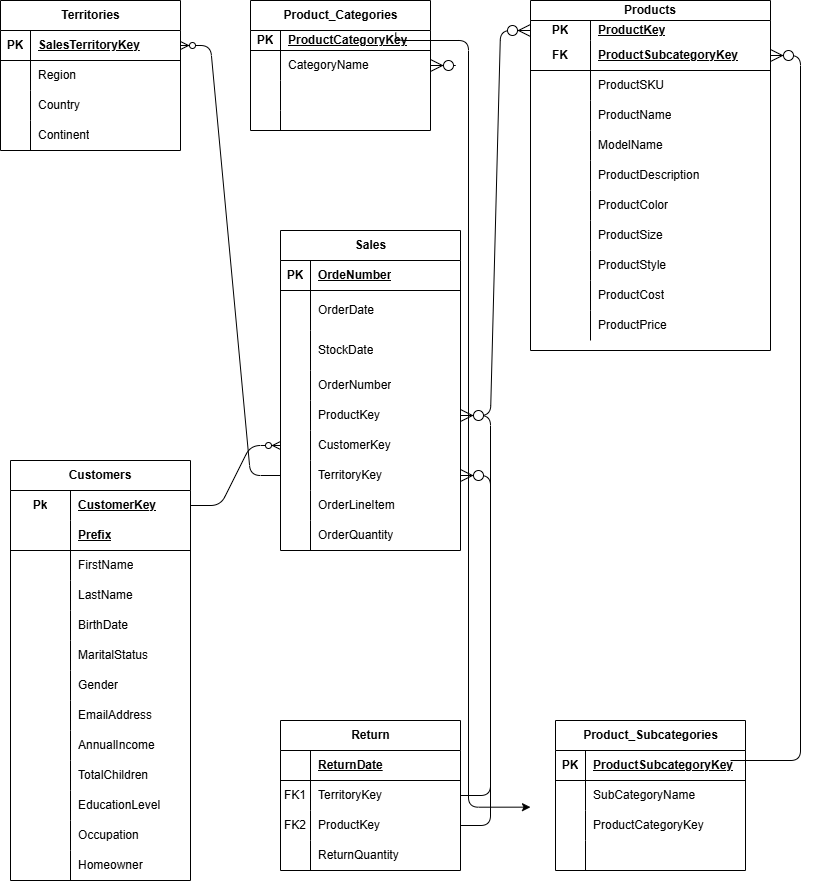 Territories
PK SalesTerritoryKey
Region
Country
Continent
Product_Categories
PK ProductCategoryKey
CategoryName
Products
PK ProductKey
FK ProductSubcategoryKey
ProductSKU
ProductName
ModelName
ProductDescription
ProductColor
ProductSize
ProductStyle
ProductCost
ProductPrice
Sales
PK OrdeNumber
OrderDate
StockDate
OrderNumber
ProductKey
CustomerKey
TerritoryKey
OrderLineItem
OrderQuantity
Customers
Pk CustomerKey
Prefix
FirstName
LastName
BirthDate
MaritalStatus
Gender
EmailAddress
AnnualIncome
TotalChildren
EducationLevel
Occupation
Homeowner
Return
ReturnDate
FK1 TerritoryKey
FK2 ProductKey
ReturnQuantity
Product_Subcategories
PK ProductSubcategoryKey
SubCategoryName
ProductCategoryKey